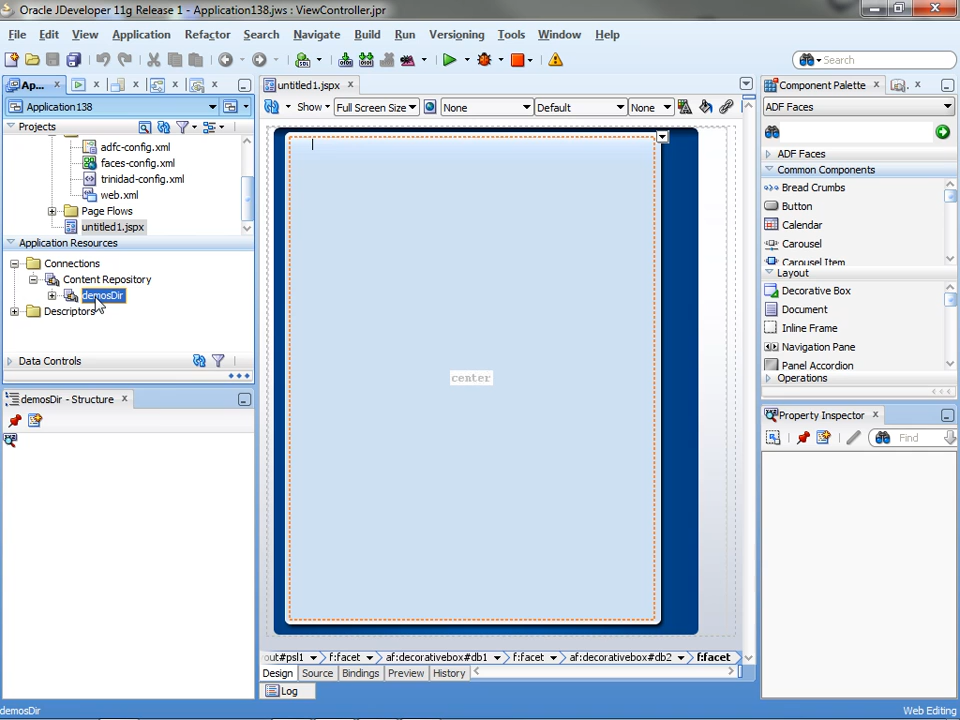 Oracle JDeveloper 11g Release 1 - Application138.jws : ViewController.jpr
File Edit View Application Refactor Search Navigate Build Run Versioning Tools Window Help
Search
Ap...
untitled1.jspx
Component Palette
Application138
Show
Full Screen Size
None
Default
None
ADF Faces
Projects
adfc-config.xml
faces-config.xml
trinidad-config.xml
web.xml
Page Flows
untitled1.jspx
Application Resources
Connections
Content Repository
demosDir
Descriptors
Data Controls
demosDir - Structure
center
ADF Faces
Common Components
Bread Crumbs
Button
Calendar
Carousel
Carousel Item
Layout
Decorative Box
Document
Inline Frame
Navigation Pane
Panel Accordion
Operations
Property Inspector
Find
out#psl1 f:facet af:decorativebox#db1 f:facet af:decorativebox#db2 f:facet
Design Source Bindings Preview History
Log
demosDir
Web Editing